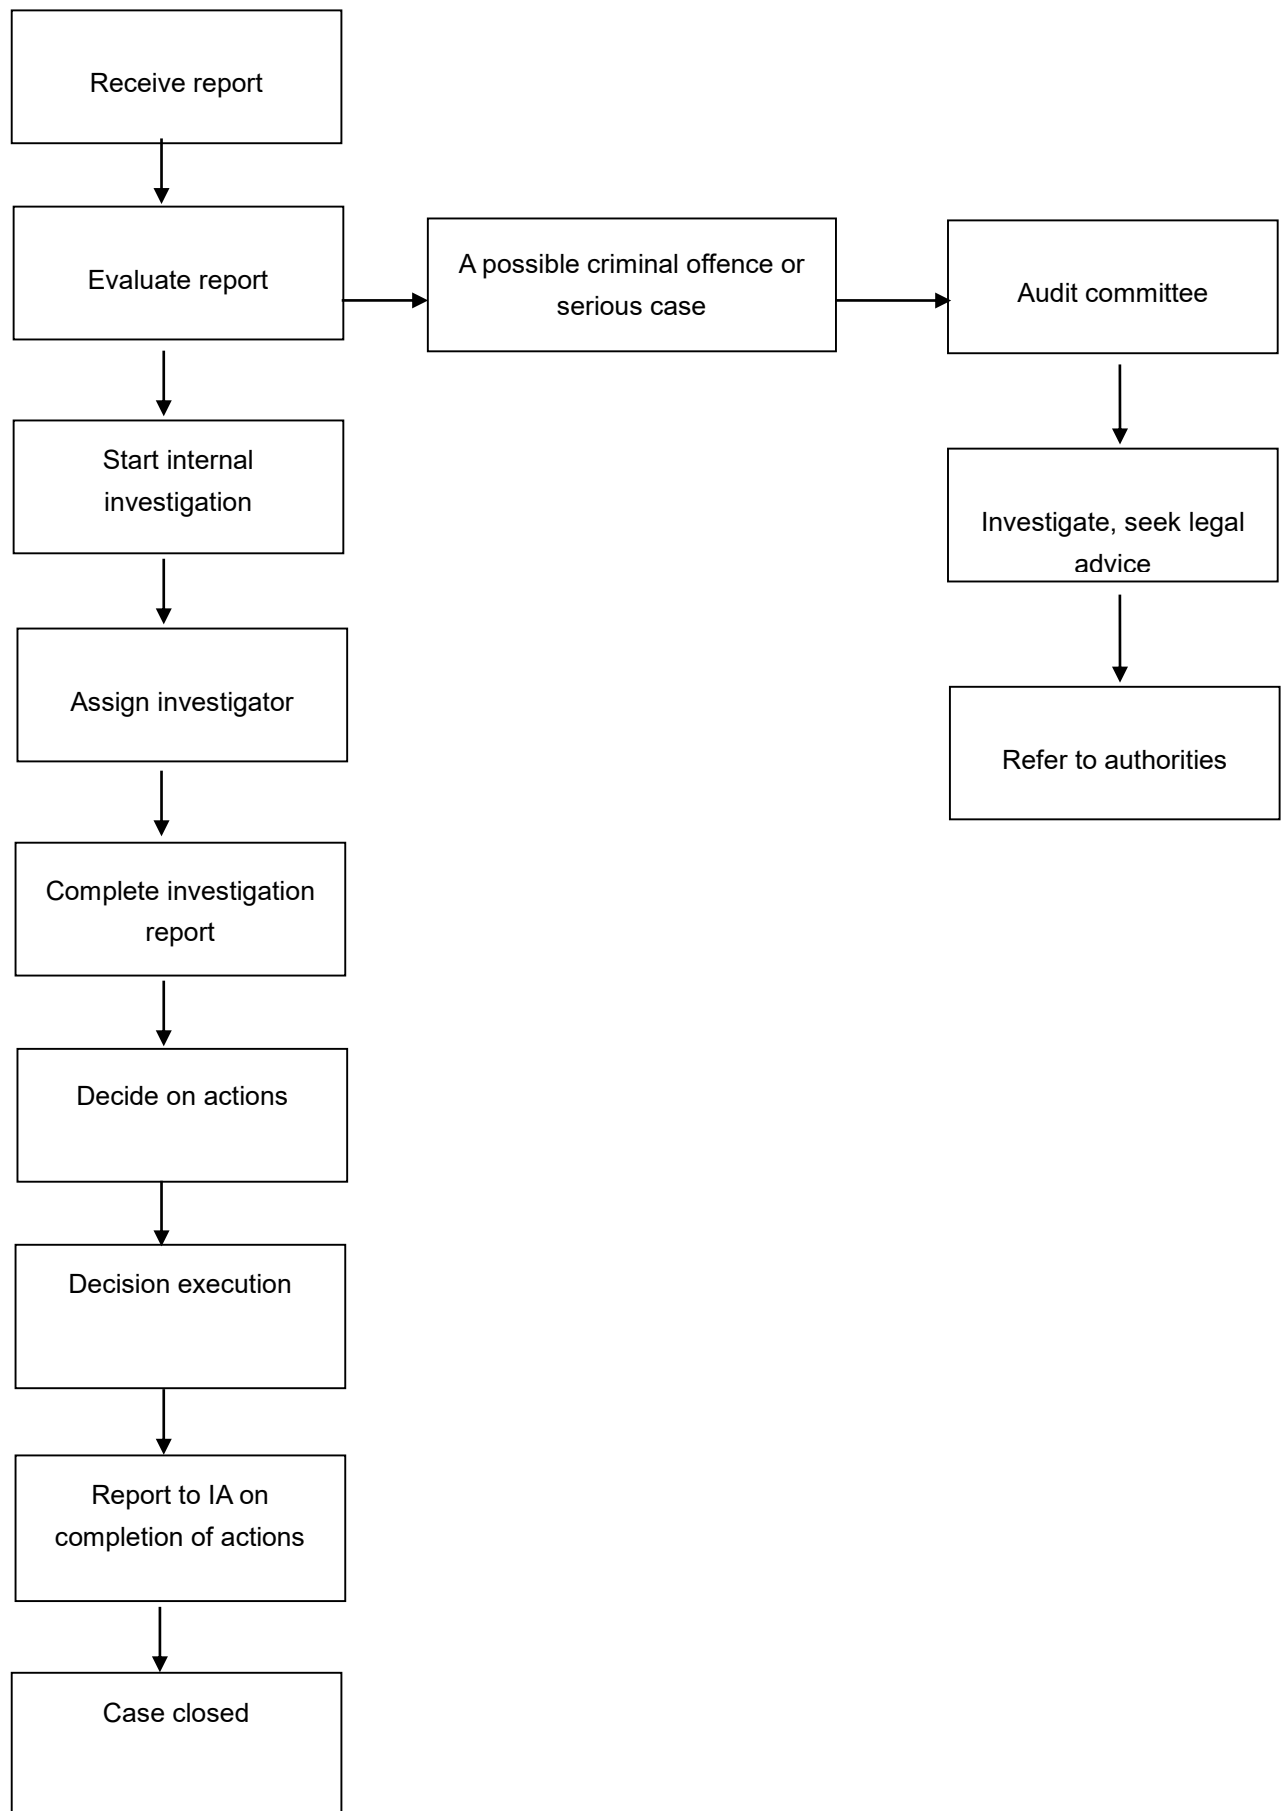 Receive report
Evaluate report
A possible criminal offence or
serious case
Audit committee
Start internal
investigation
Investigate, seek legal
advice
Assign investigator
Refer to authorities
Complete investigation
report
Decide on actions
Decision execution
Report to IA on
completion of actions
Case closed